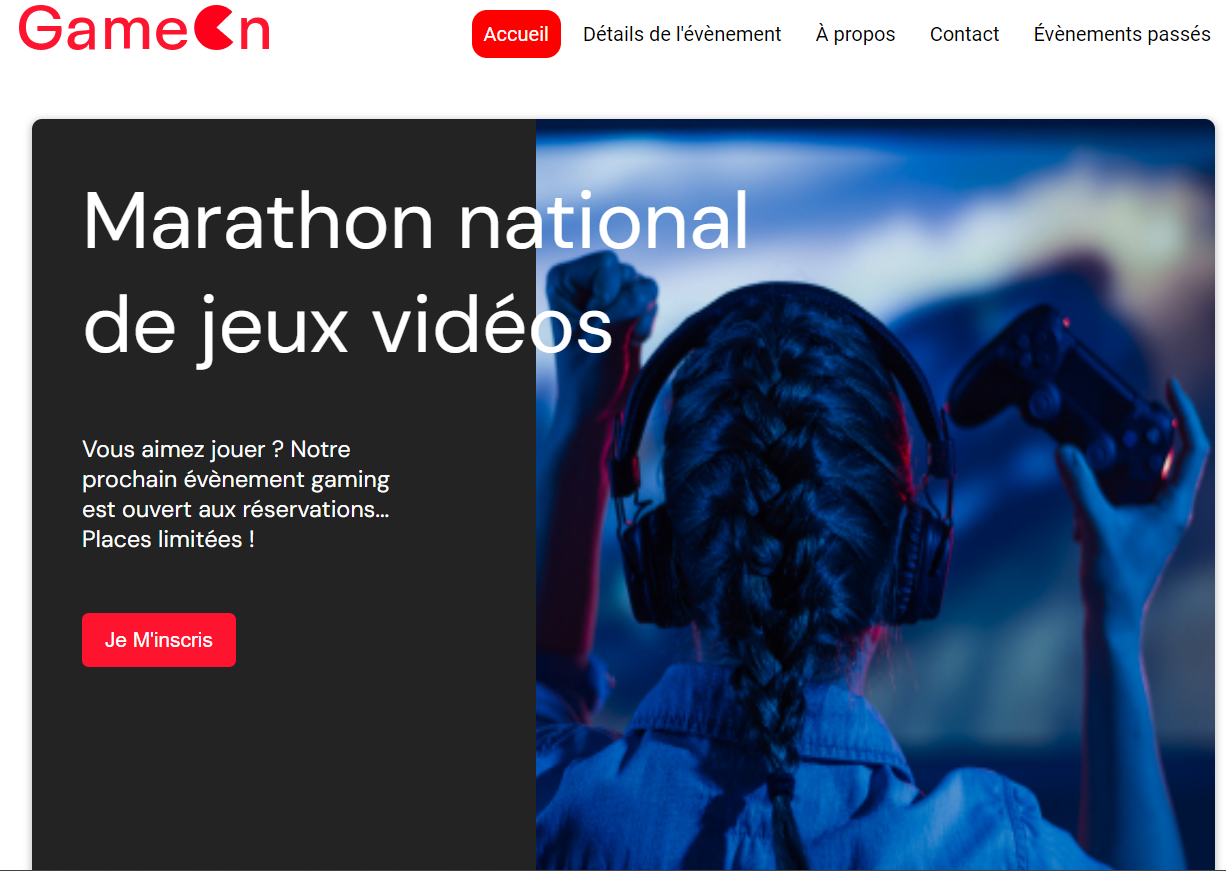 GameOn
Accueil
Détails de l'évènement
À propos
Contact
Évènements passés
Marathon national
de jeux vidéos
Vous aimez jouer ? Notre
prochain évènement gaming
est ouvert aux réservations...
Places limitées !
Je M'inscris